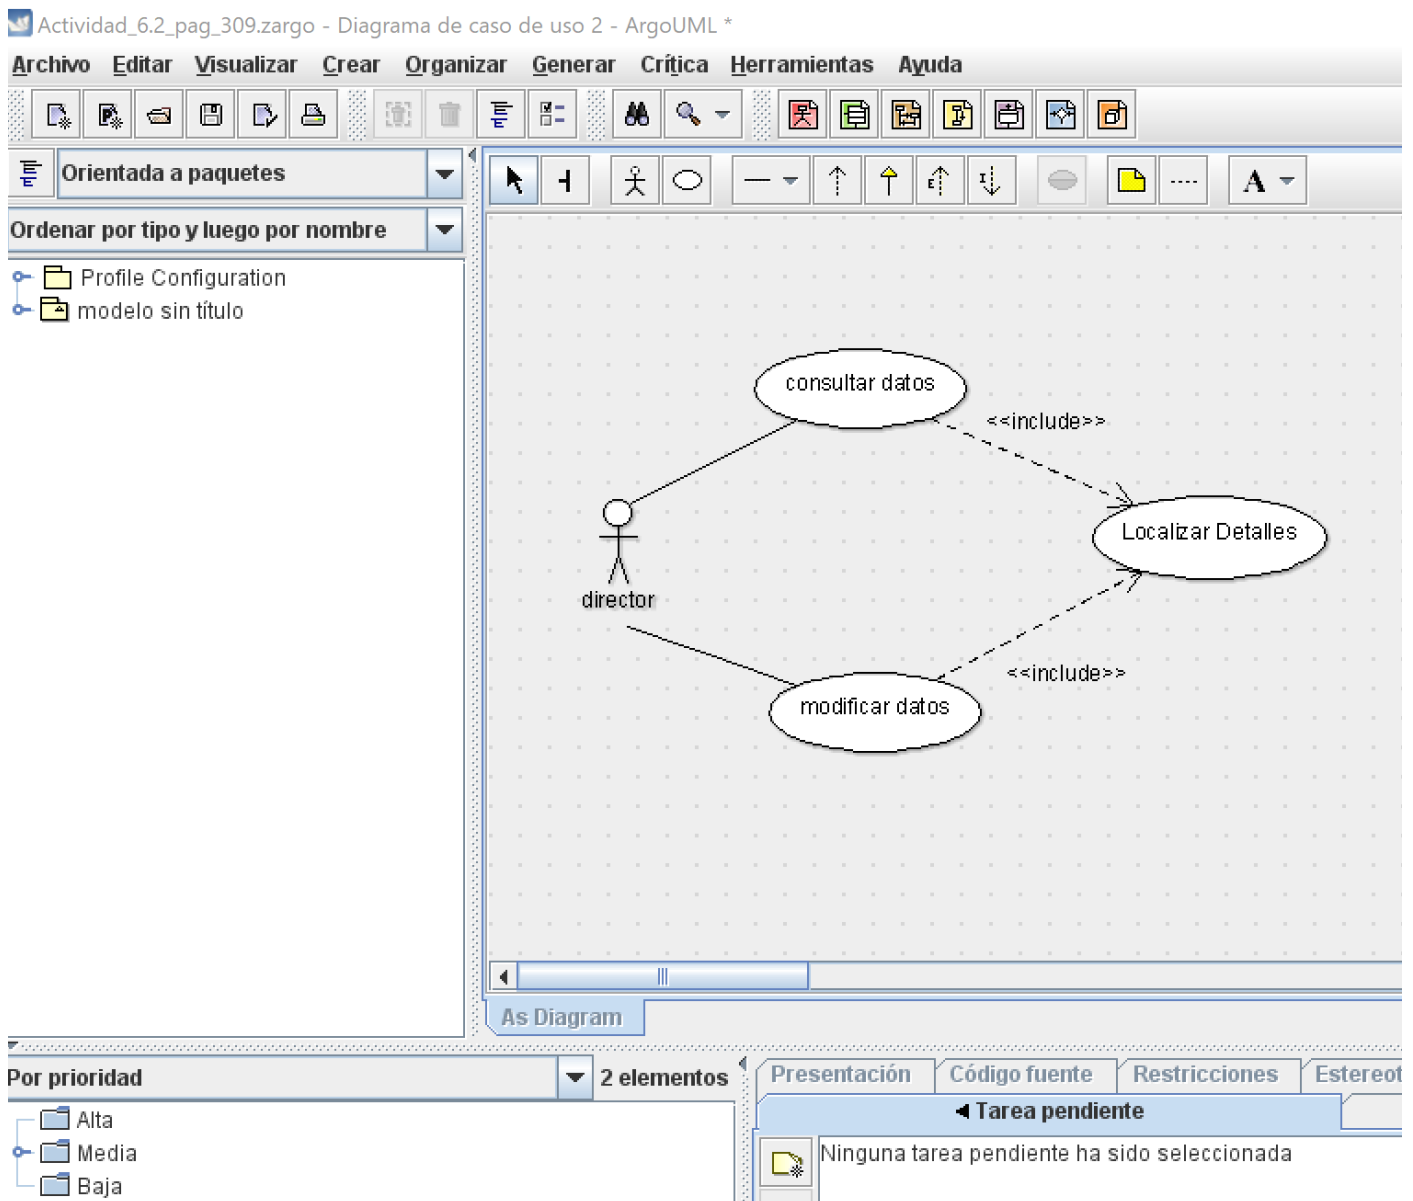 Actividad_6.2_pag_309.zargo - Diagrama de caso de uso 2 - ArgoUML *
Archivo Editar Visualizar Crear Organizar Generar Crítica Herramientas Ayuda
Orientada a paquetes
A
Ordenar por tipo y luego por nombre
Profile Configuration
modelo sin título
consultar datos
<<include>>
Localizar Detalles
director
<<include>>
modificar datos
As Diagram
Por prioridad
2 elementos
Presentación Código fuente Restricciones Estereot
Tarea pendiente
Alta
Media
Baja
Ninguna tarea pendiente ha sido seleccionada